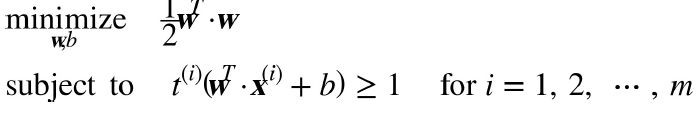 minimize 1/2 w^T · w
w,b
subject to t^(i)(w^T · x^(i) + b) ≥ 1 for i = 1, 2, ⋯ , m